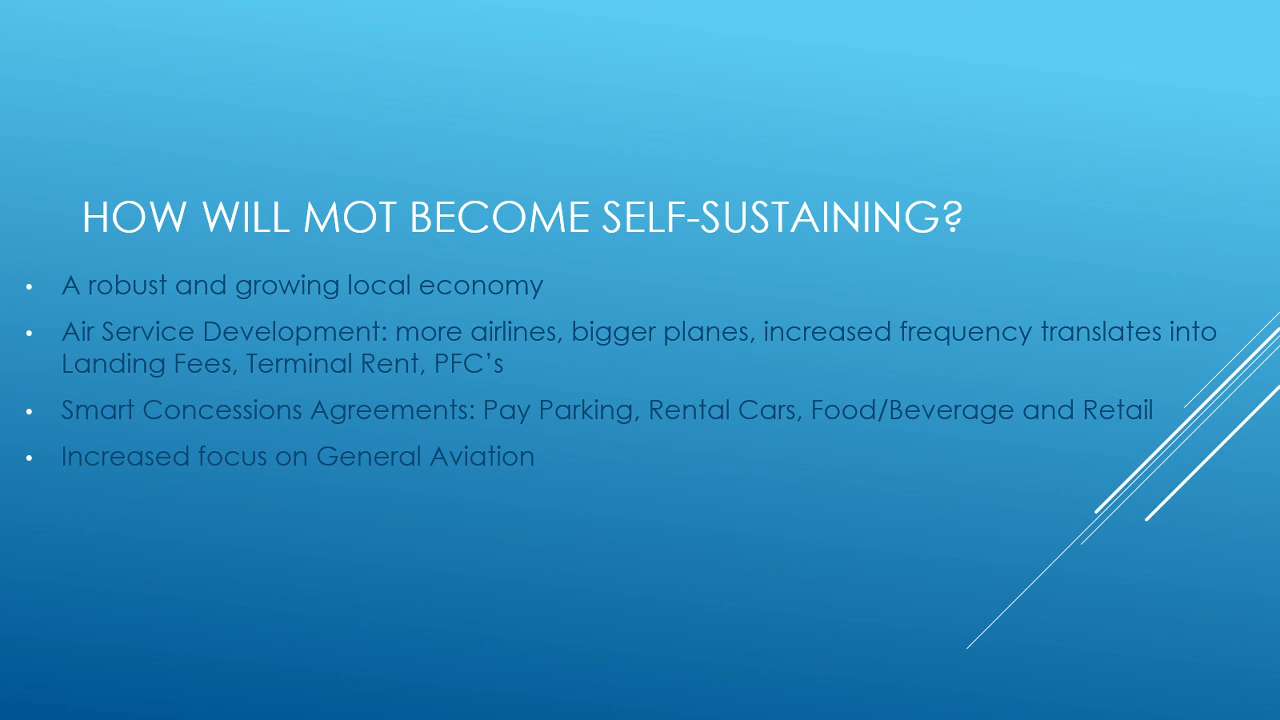 HOW WILL MOT BECOME SELF-SUSTAINING?
• A robust and growing local economy
• Air Service Development: more airlines, bigger planes, increased frequency translates into
Landing Fees, Terminal Rent, PFC’s
• Smart Concessions Agreements: Pay Parking, Rental Cars, Food/Beverage and Retail
• Increased focus on General Aviation